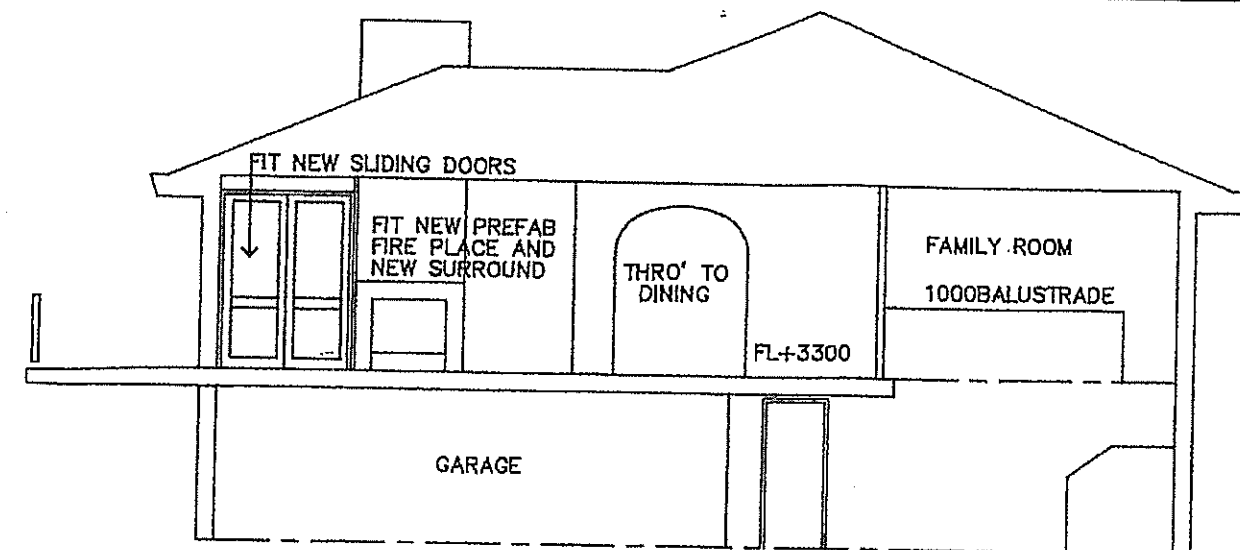 FIT NEW SLIDING DOORS
FIT NEW PREFAB
FIRE PLACE AND
NEW SURROUND
THRO' TO
DINING
FAMILY ROOM
1000BALUSTRADE
FL+3300
GARAGE